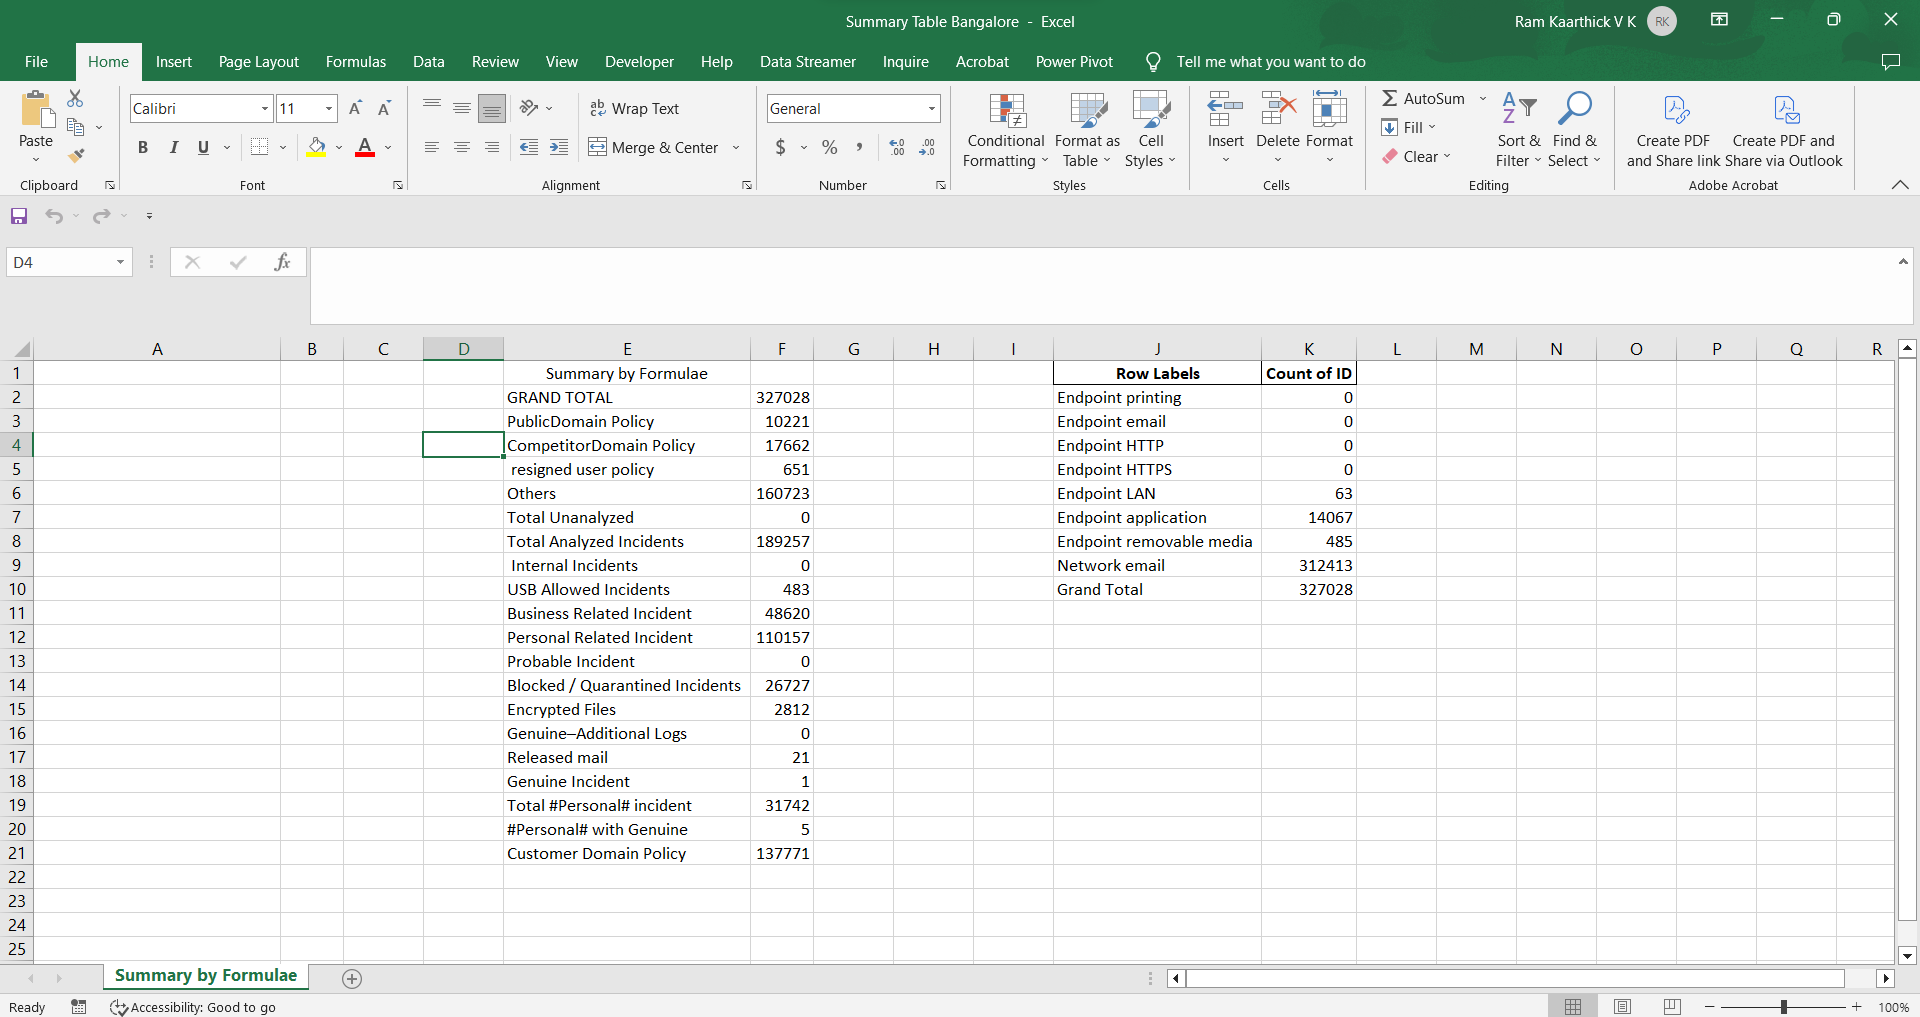 Summary Table Bangalore - Excel
Ram Kaarthick V K RK
File Home Insert Page Layout Formulas Data Review View Developer Help Data Streamer Inquire Acrobat Power Pivot Tell me what you want to do
Paste
Clipboard
Calibri 11
B I U A
Font
ab Wrap Text
Merge & Center
Alignment
General
$ % ,
Number
Conditional Formatting
Format as Table
Cell Styles
Styles
Insert Delete Format
Cells
AutoSum
Fill
Clear
Sort & Filter
Find & Select
Editing
Create PDF and Share link
Create PDF and Share via Outlook
Adobe Acrobat
D4 fx
A B C D E F G H I J K L M N O P Q R
1 Summary by Formulae Row Labels Count of ID
2 GRAND TOTAL 327028 Endpoint printing 0
3 PublicDomain Policy 10221 Endpoint email 0
4 CompetitorDomain Policy 17662 Endpoint HTTP 0
5 resigned user policy 651 Endpoint HTTPS 0
6 Others 160723 Endpoint LAN 63
7 Total Unanalyzed 0 Endpoint application 14067
8 Total Analyzed Incidents 189257 Endpoint removable media 485
9 Internal Incidents 0 Network email 312413
10 USB Allowed Incidents 483 Grand Total 327028
11 Business Related Incident 48620
12 Personal Related Incident 110157
13 Probable Incident 0
14 Blocked / Quarantined Incidents 26727
15 Encrypted Files 2812
16 Genuine–Additional Logs 0
17 Released mail 21
18 Genuine Incident 1
19 Total #Personal# incident 31742
20 #Personal# with Genuine 5
21 Customer Domain Policy 137771
22
23
24
25
Summary by Formulae
Ready Accessibility: Good to go 100%